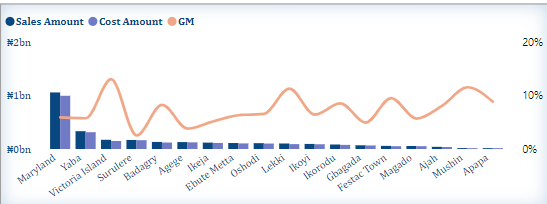 Sales Amount Cost Amount GM
₦2bn 20%
₦1bn 10%
₦0bn 0%
Maryland
Yaba
Victoria Island
Surulere
Badagry
Agege
Ikeja
Ebute Metta
Oshodi
Lekki
Ikoyi
Ikorodu
Gbagada
Festac Town
Magado
Ajah
Mushin
Apapa